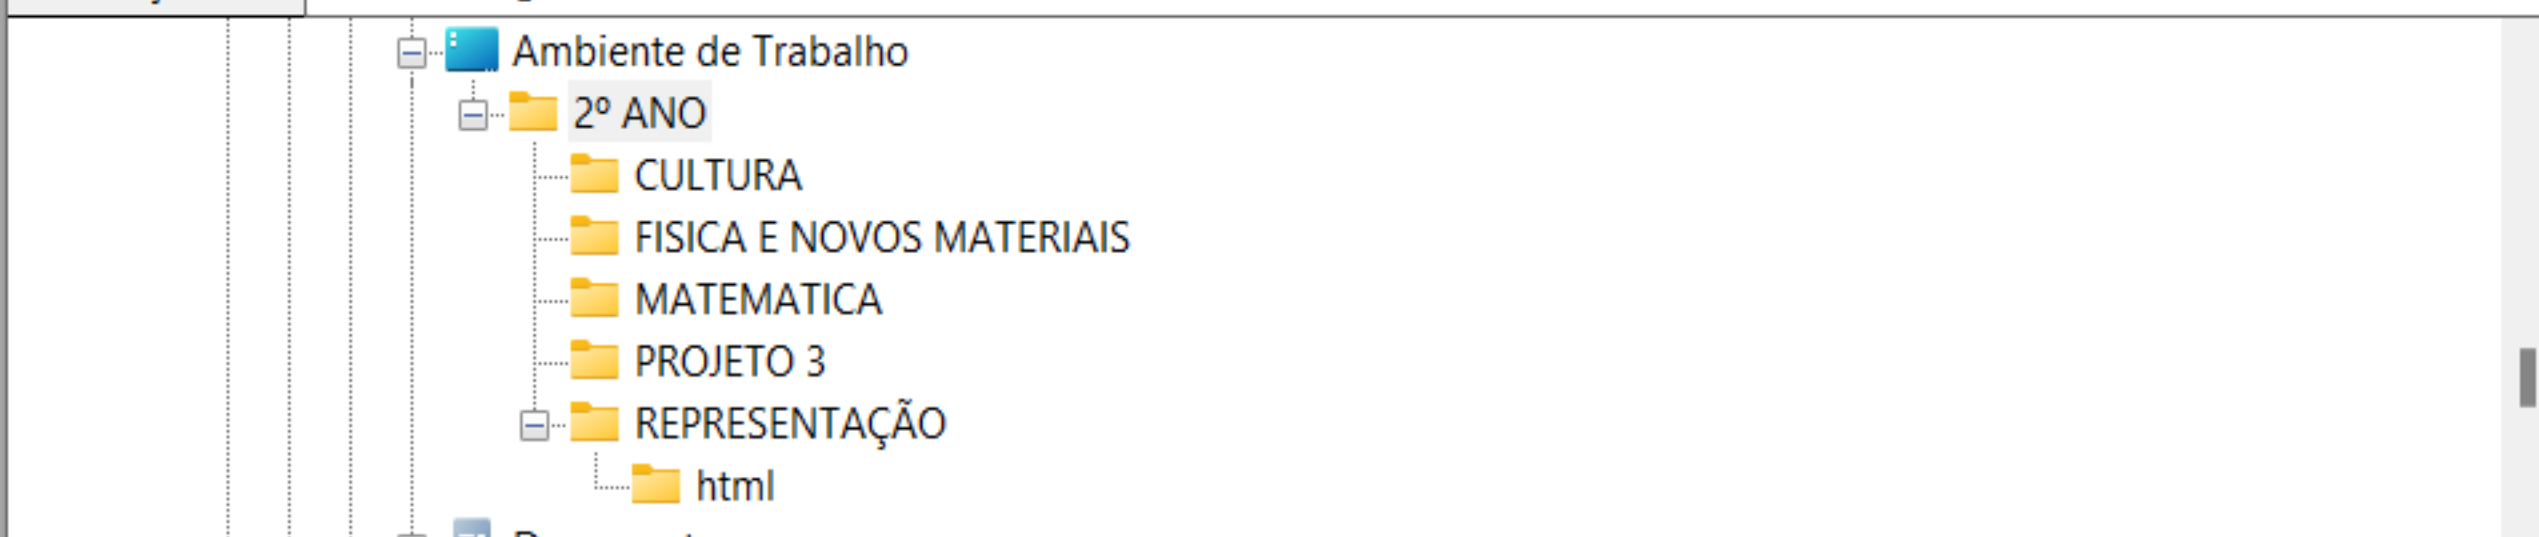 Ambiente de Trabalho
2º ANO
CULTURA
FISICA E NOVOS MATERIAIS
MATEMATICA
PROJETO 3
REPRESENTAÇÃO
html